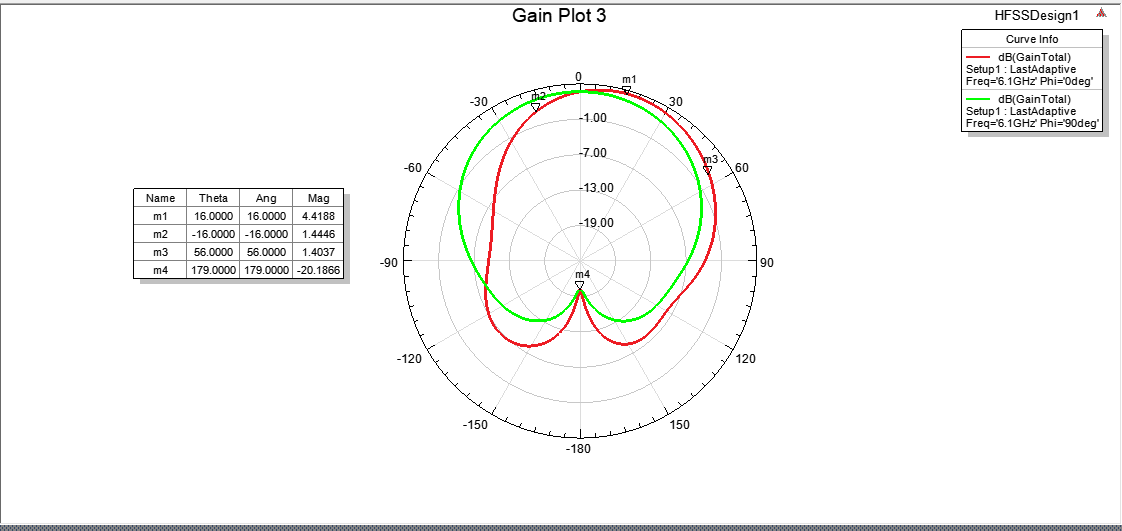 Gain Plot 3
HFSSDesign1
Curve Info
dB(GainTotal)
Setup1 : LastAdaptive
Freq='6.1GHz' Phi='0deg'
dB(GainTotal)
Setup1 : LastAdaptive
Freq='6.1GHz' Phi='90deg'
0
m1
m2
-30
30
-1.00
-7.00
m3
-60
60
-13.00
-19.00
Name Theta Ang Mag
m1 16.0000 16.0000 4.4188
m2 -16.0000 -16.0000 1.4446
m3 56.0000 56.0000 1.4037
m4 179.0000 179.0000 -20.1866
-90
90
m4
-120
120
-150
150
-180